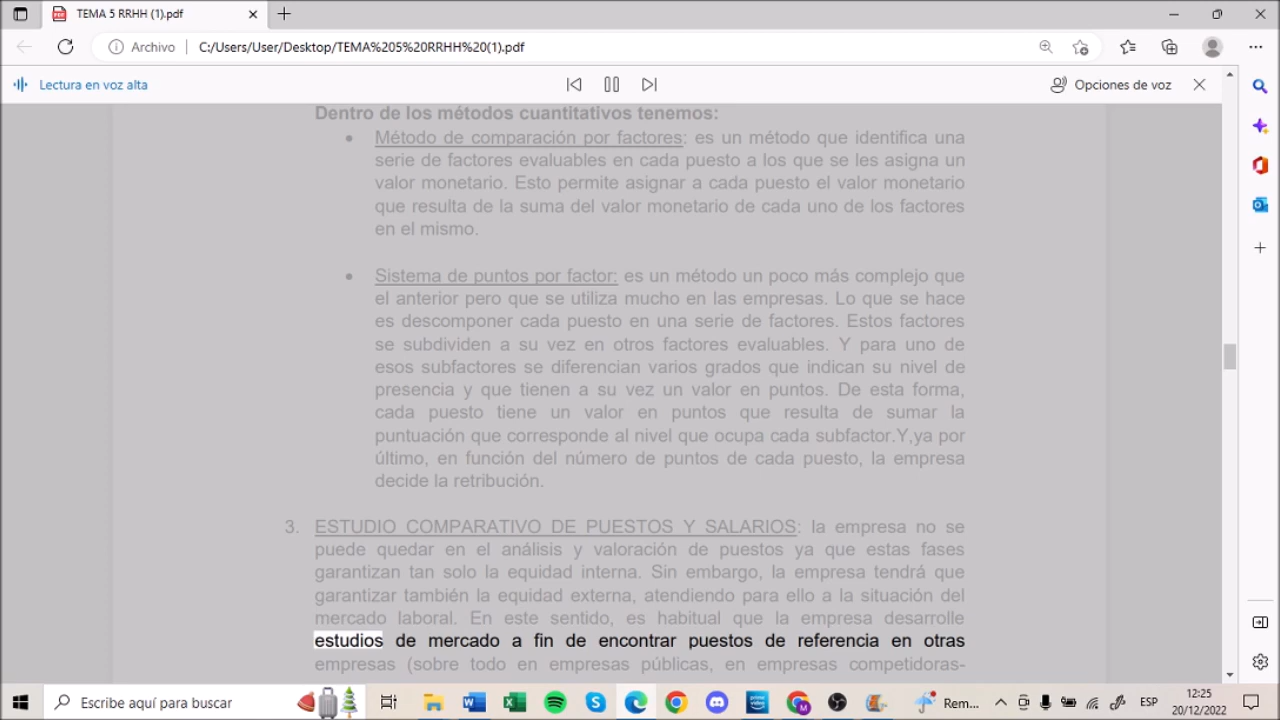 TEMA 5 RRHH (1).pdf
Archivo
C:/Users/User/Desktop/TEMA%205%20RRHH%20(1).pdf
Lectura en voz alta
Opciones de voz
Dentro de los métodos cuantitativos tenemos:
• Método de comparación por factores: es un método que identifica una
serie de factores evaluables en cada puesto a los que se les asigna un
valor monetario. Esto permite asignar a cada puesto el valor monetario
que resulta de la suma del valor monetario de cada uno de los factores
en el mismo.
• Sistema de puntos por factor: es un método un poco más complejo que
el anterior pero que se utiliza mucho en las empresas. Lo que se hace
es descomponer cada puesto en una serie de factores. Estos factores
se subdividen a su vez en otros factores evaluables. Y para uno de
esos subfactores se diferencian varios grados que indican su nivel de
presencia y que tienen a su vez un valor en puntos. De esta forma,
cada puesto tiene un valor en puntos que resulta de sumar la
puntuación que corresponde al nivel que ocupa cada subfactor.Y,ya por
último, en función del número de puntos de cada puesto, la empresa
decide la retribución.
3. ESTUDIO COMPARATIVO DE PUESTOS Y SALARIOS: la empresa no se
puede quedar en el análisis y valoración de puestos ya que estas fases
garantizan tan solo la equidad interna. Sin embargo, la empresa tendrá que
garantizar también la equidad externa, atendiendo para ello a la situación del
mercado laboral. En este sentido, es habitual que la empresa desarrolle
estudios de mercado a fin de encontrar puestos de referencia en otras
empresas (sobre todo en empresas públicas, en empresas competidoras-
Escribe aquí para buscar
Rem...
ESP
12:25
20/12/2022